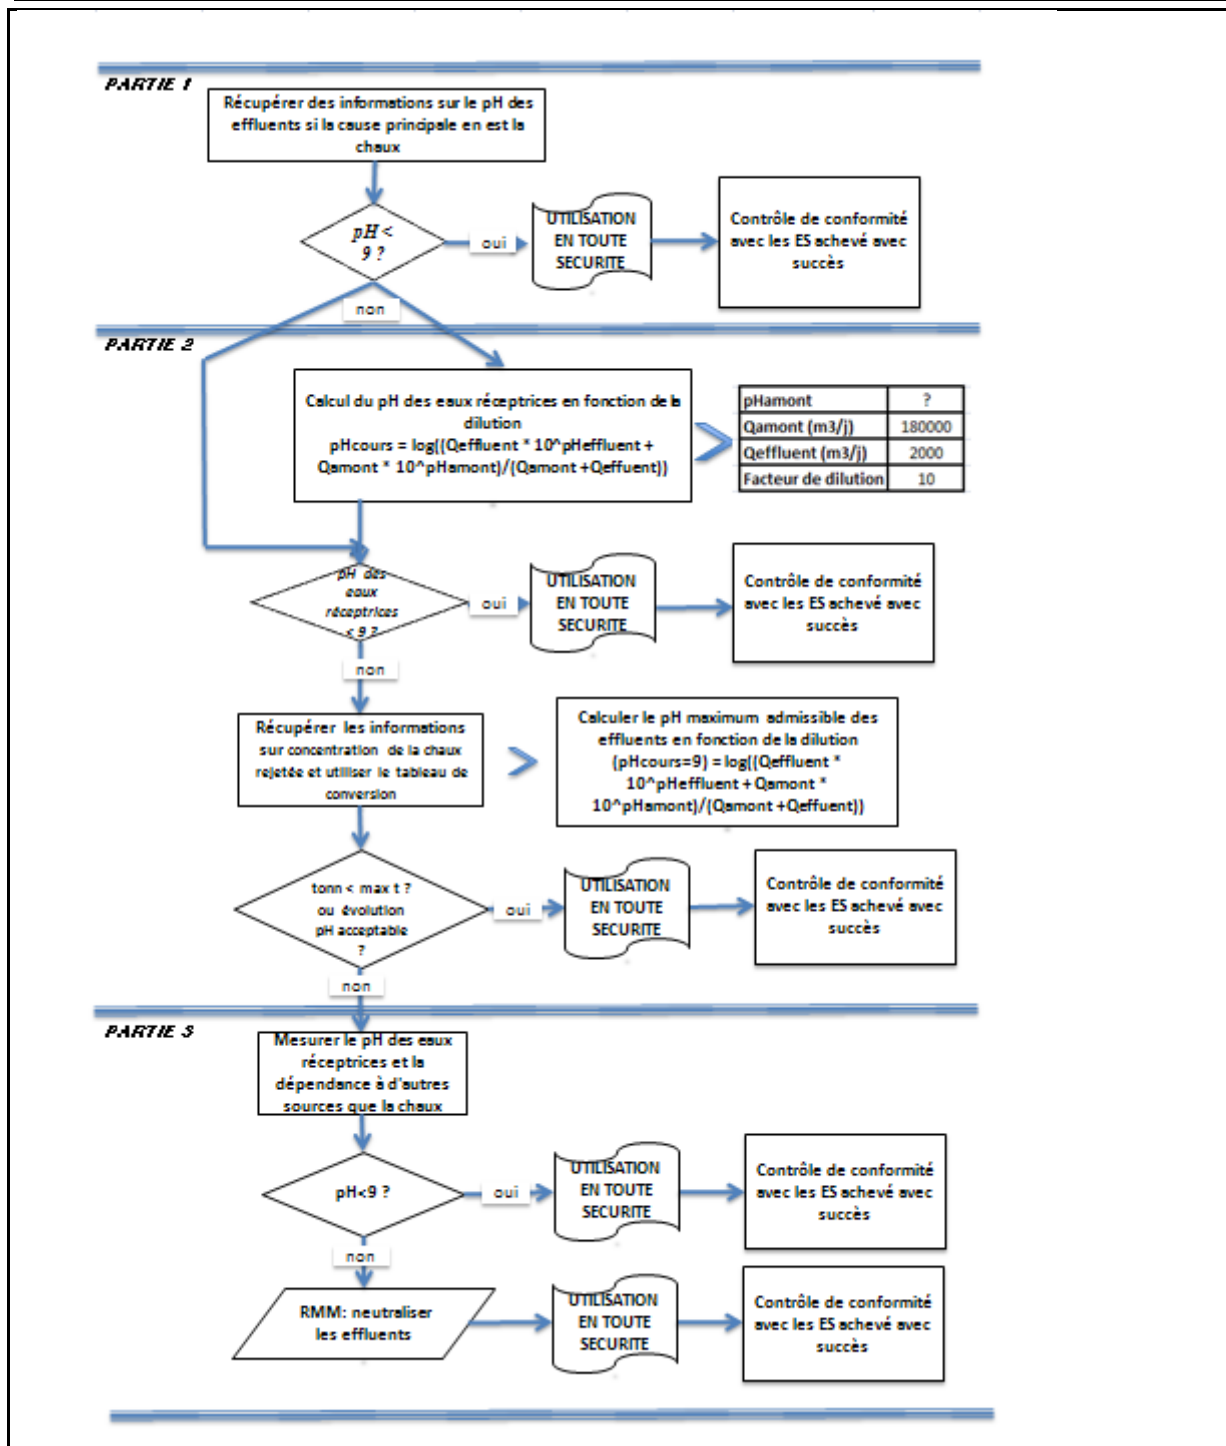 PARTIE 1
Récupérer des informations sur le pH des
effluents si la cause principale en est la
chaux
pH <
9 ?
oui
UTILISATION
EN TOUTE
SECURITE
Contrôle de conformité
avec les ES achevé avec
succès
non
PARTIE 2
Calcul du pH des eaux réceptrices en fonction de la
dilution
pHcours = log((Qeffluent * 10^pHeffluent +
Qamont * 10^pHamont)/(Qamont +Qeffuent))
pHamont ?
Qamont (m3/j) 180000
Qeffluent (m3/j) 2000
Facteur de dilution 10
pH des
eaux
réceptrices
< 9 ?
oui
UTILISATION
EN TOUTE
SECURITE
Contrôle de conformité
avec les ES achevé avec
succès
non
Récupérer les informations
sur concentration de la chaux
rejetée et utiliser le tableau de
conversion
Calculer le pH maximum admissible des
effluents en fonction de la dilution
(pHcours=9) = log((Qeffluent *
10^pHeffluent + Qamont *
10^pHamont)/(Qamont +Qeffuent))
tonn < max t ?
ou évolution
pH acceptable
?
oui
UTILISATION
EN TOUTE
SECURITE
Contrôle de conformité
avec les ES achevé avec
succès
non
PARTIE 3
Mesurer le pH des eaux
réceptrices et la
dépendance à d'autres
sources que la chaux
pH<9 ?
oui
UTILISATION
EN TOUTE
SECURITE
Contrôle de conformité
avec les ES achevé avec
succès
non
RMM: neutraliser
les effluents
UTILISATION
EN TOUTE
SECURITE
Contrôle de conformité
avec les ES achevé avec
succès